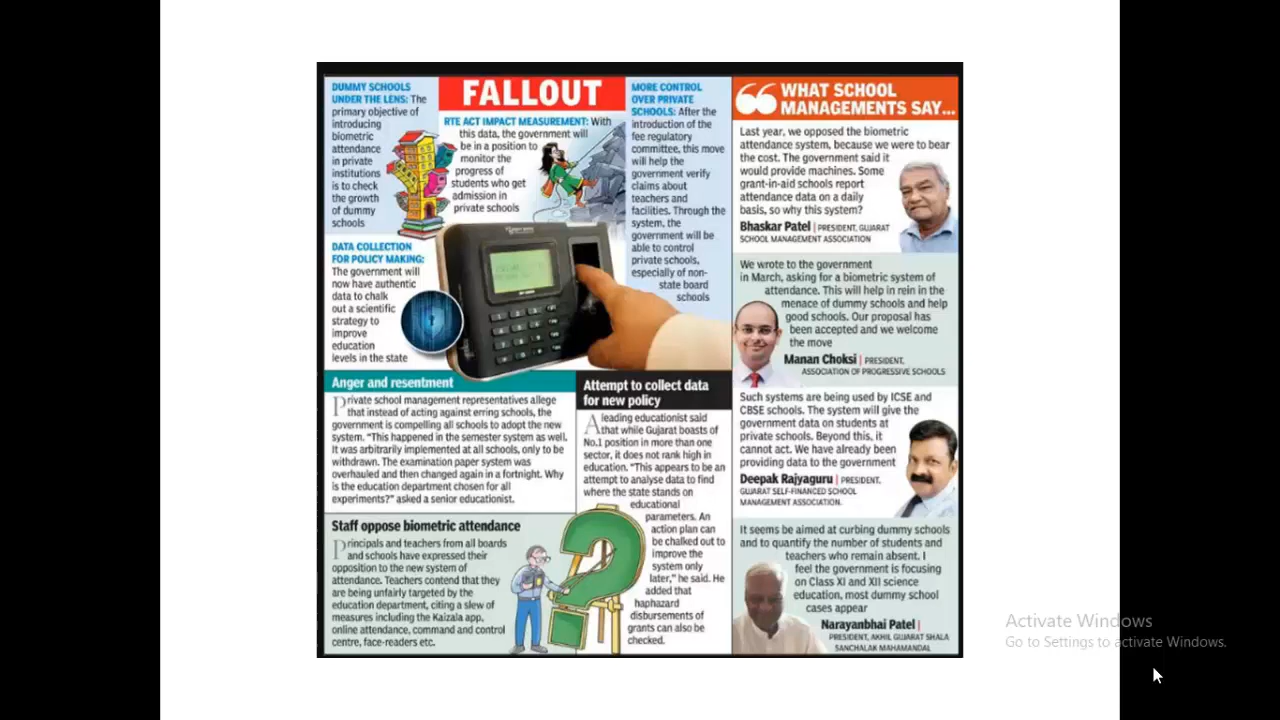 DUMMY SCHOOLS
UNDER THE LENS: The
primary objective of
introducing
biometric
attendance
in private
institutions
is to check
the growth
of dummy
schools
DATA COLLECTION
FOR POLICY MAKING:
The government will
now have authentic
data to chalk
out a scientific
strategy to
improve
education
levels in the state
FALLOUT
RTE ACT IMPACT MEASUREMENT: With
this data, the government will
be in a position to
monitor the
progress of
students who get
admission in
private schools
MORE CONTROL
OVER PRIVATE
SCHOOLS: After the
introduction of the
fee regulatory
committee, this move
will help the
government verify
claims about
teachers and
facilities. Through the
system, the
government will be
able to control
private schools,
especially of non-
state board
schools
Anger and resentment
Private school management representatives allege
that instead of acting against erring schools, the
government is compelling all schools to adopt the new
system. “This happened in the semester system as well.
It was arbitrarily implemented at all schools, only to be
withdrawn. The examination paper system was
overhauled and then changed again in a fortnight. Why
is the education department chosen for all
experiments?” asked a senior educationist.
Staff oppose biometric attendance
Principals and teachers from all boards
and schools have expressed their
opposition to the new system of
attendance. Teachers contend that they
are being unfairly targeted by the
education department, citing a slew of
measures including the Kaizala app,
online attendance, command and control
centre, face-readers etc.
Attempt to collect data
for new policy
A leading educationist said
that while Gujarat boasts of
No.1 position in more than one
sector, it does not rank high in
education. “This appears to be an
attempt to analyse data to find
where the state stands on
educational
parameters. An
action plan can
be chalked out to
improve the
system only
later,” he said. He
added that
haphazard
disbursements of
grants can also be
checked.
WHAT SCHOOL
MANAGEMENTS SAY...
Last year, we opposed the biometric
attendance system, because we were to bear
the cost. The government said it
would provide machines. Some
grant-in-aid schools report
attendance data on a daily
basis, so why this system?
Bhaskar Patel | PRESIDENT, GUJARAT
SCHOOL MANAGEMENT ASSOCIATION
We wrote to the government
in March, asking for a biometric system of
attendance. This will help in rein in the
menace of dummy schools and help
good schools. Our proposal has
been accepted and we welcome
the move
Manan Choksi | PRESIDENT,
ASSOCIATION OF PROGRESSIVE SCHOOLS
Such systems are being used by ICSE and
CBSE schools. The system will give the
government data on students at
private schools. Beyond this, it
cannot act. We have already been
providing data to the government
Deepak Rajyaguru | PRESIDENT,
GUJARAT SELF-FINANCED SCHOOL
MANAGEMENT ASSOCIATION.
It seems be aimed at curbing dummy schools
and to quantify the number of students and
teachers who remain absent. I
feel the government is focusing
on Class XI and XII science
education, most dummy school
cases appear
Narayanbhai Patel |
PRESIDENT, AKHIL GUJARAT SHALA
SANCHALAK MAHAMANDAL
Activate Windows
Go to Settings to activate Windows.